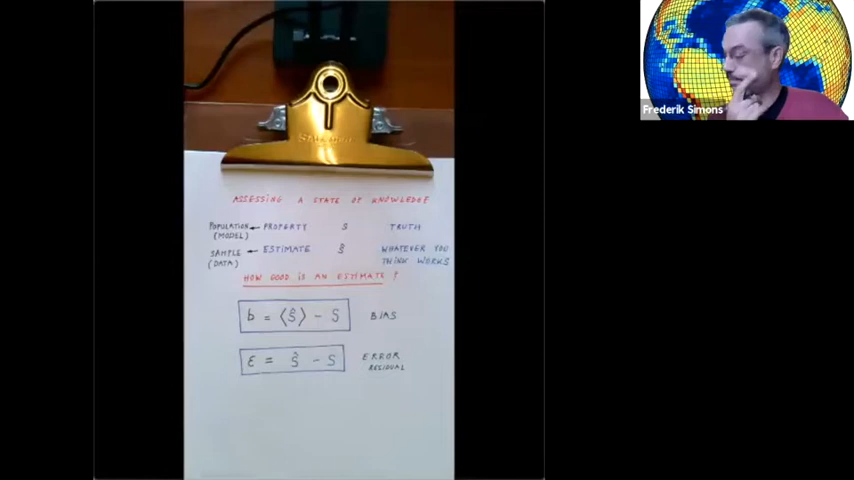 ASSESSING A STATE OF KNOWLEDGE
POPULATION ← PROPERTY S TRUTH
(MODEL)
SAMPLE ← ESTIMATE Ŝ WHATEVER YOU
(DATA) THINK WORKS
HOW GOOD IS AN ESTIMATE ?
b = ⟨Ŝ⟩ - S BIAS
ε = Ŝ - S ERROR
RESIDUAL
Frederik Simons